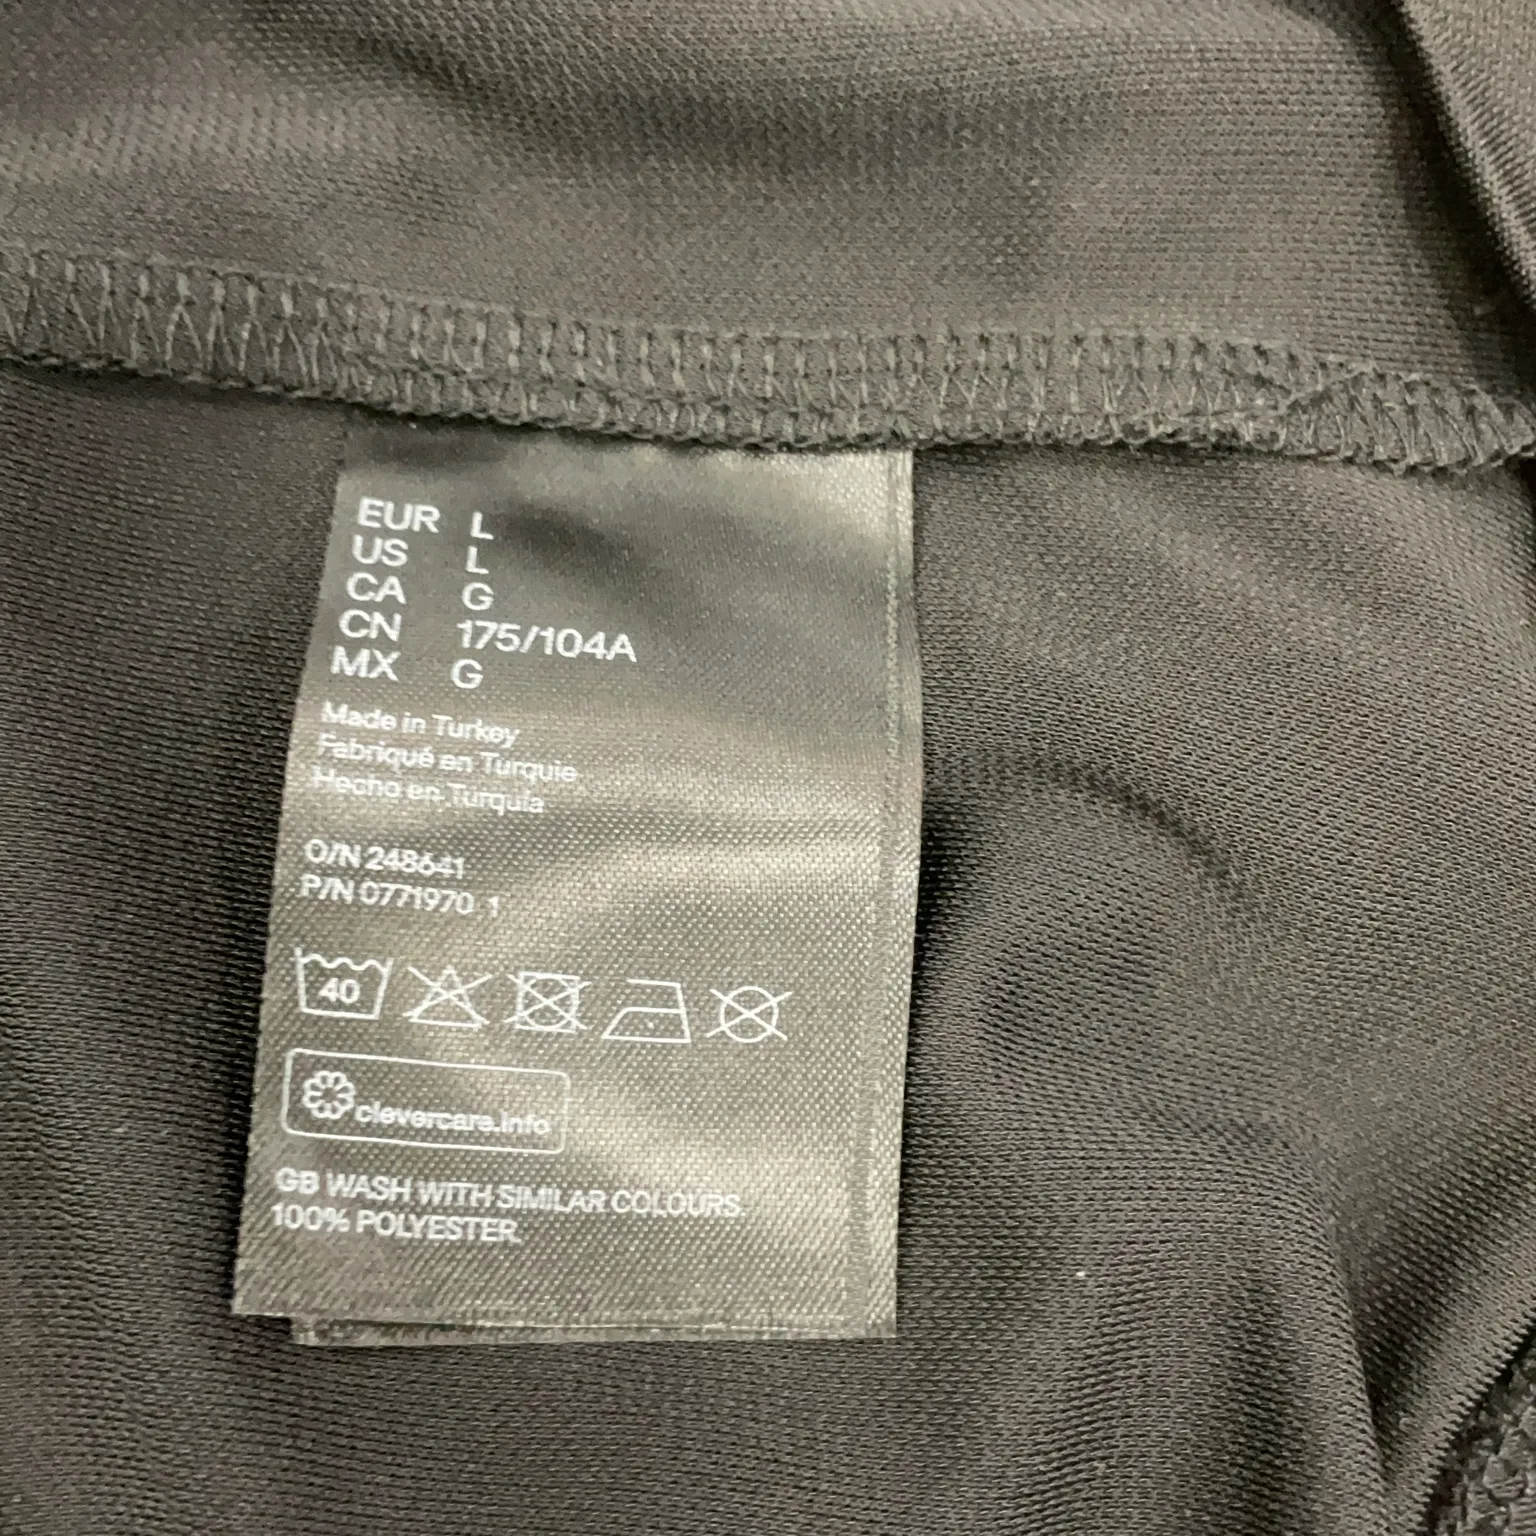 EUR L
US L
CA G
CN 175/104A
MX G
Made in Turkey
Fabriqué en Turquie
Hecho en Turquía
O/N 248641
P/N 0771970 1
40
clevercare.info
GB WASH WITH SIMILAR COLOURS.
100% POLYESTER.